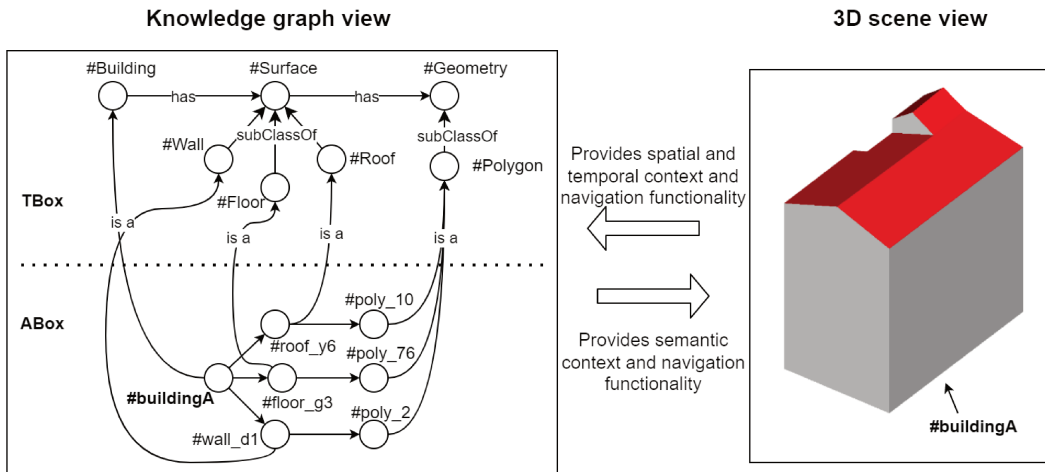 Knowledge graph view
3D scene view
#Building
#Surface
#Geometry
has
has
#Wall
subClassOf
#Roof
subClassOf
#Polygon
#Floor
TBox
is a
is a
is a
is a
ABox
#poly_10
#roof_y6
#poly_76
#buildingA
#floor_g3
#poly_2
#wall_d1
Provides spatial and
temporal context and
navigation functionality
Provides semantic
context and navigation
functionality
#buildingA